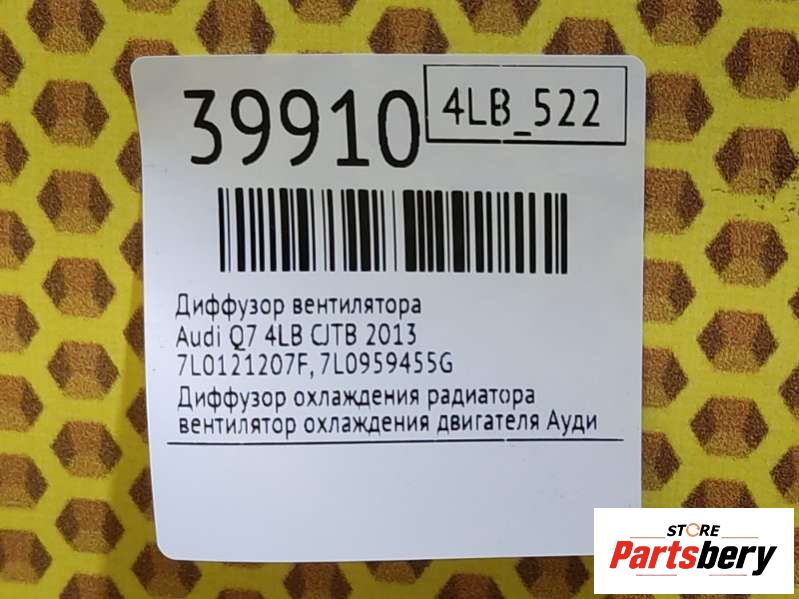 39910
4LB_522
Диффузор вентилятора
Audi Q7 4LB CJTB 2013
7L0121207F, 7L0959455G
Диффузор охлаждения радиатора
вентилятор охлаждения двигателя Ауди
STORE
Partsbery